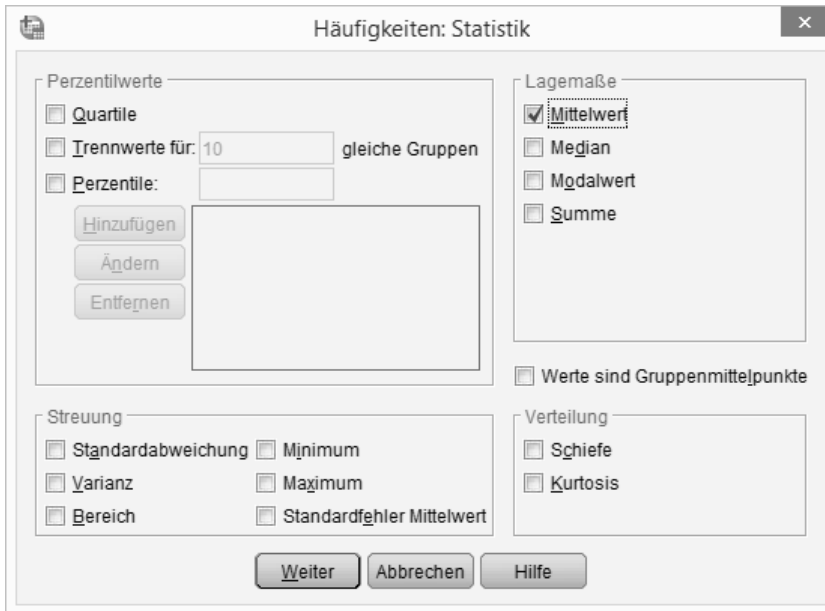 Häufigkeiten: Statistik
Perzentilwerte
Quartile
Trennwerte für: 10 gleiche Gruppen
Perzentile:
Hinzufügen
Ändern
Entfernen
Lagemaße
Mittelwert
Median
Modalwert
Summe
Werte sind Gruppenmittelpunkte
Streuung
Standardabweichung Minimum
Varianz Maximum
Bereich Standardfehler Mittelwert
Verteilung
Schiefe
Kurtosis
Weiter Abbrechen Hilfe